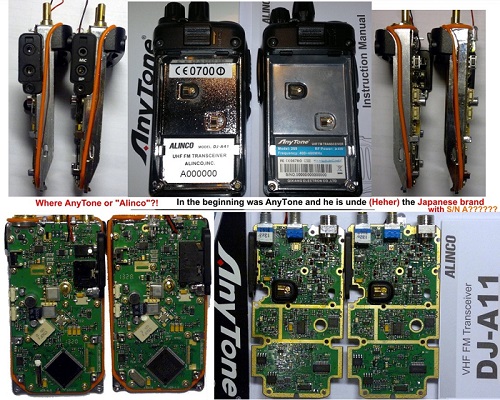 AnyTone
CE0700
ALINCO MODEL DJ-A11
VHF FM TRANSCEIVER
ALINCO, INC.
A000000
AnyTone
ALINCO
Instruction Manual
Where AnyTone or "Alinco"?!
In the beginning was AnyTone and he is unde (Heher) the Japanese brand
with S/N A??????
AnyTone
ALINCO
VHF FM Transceiver
DJ-A11